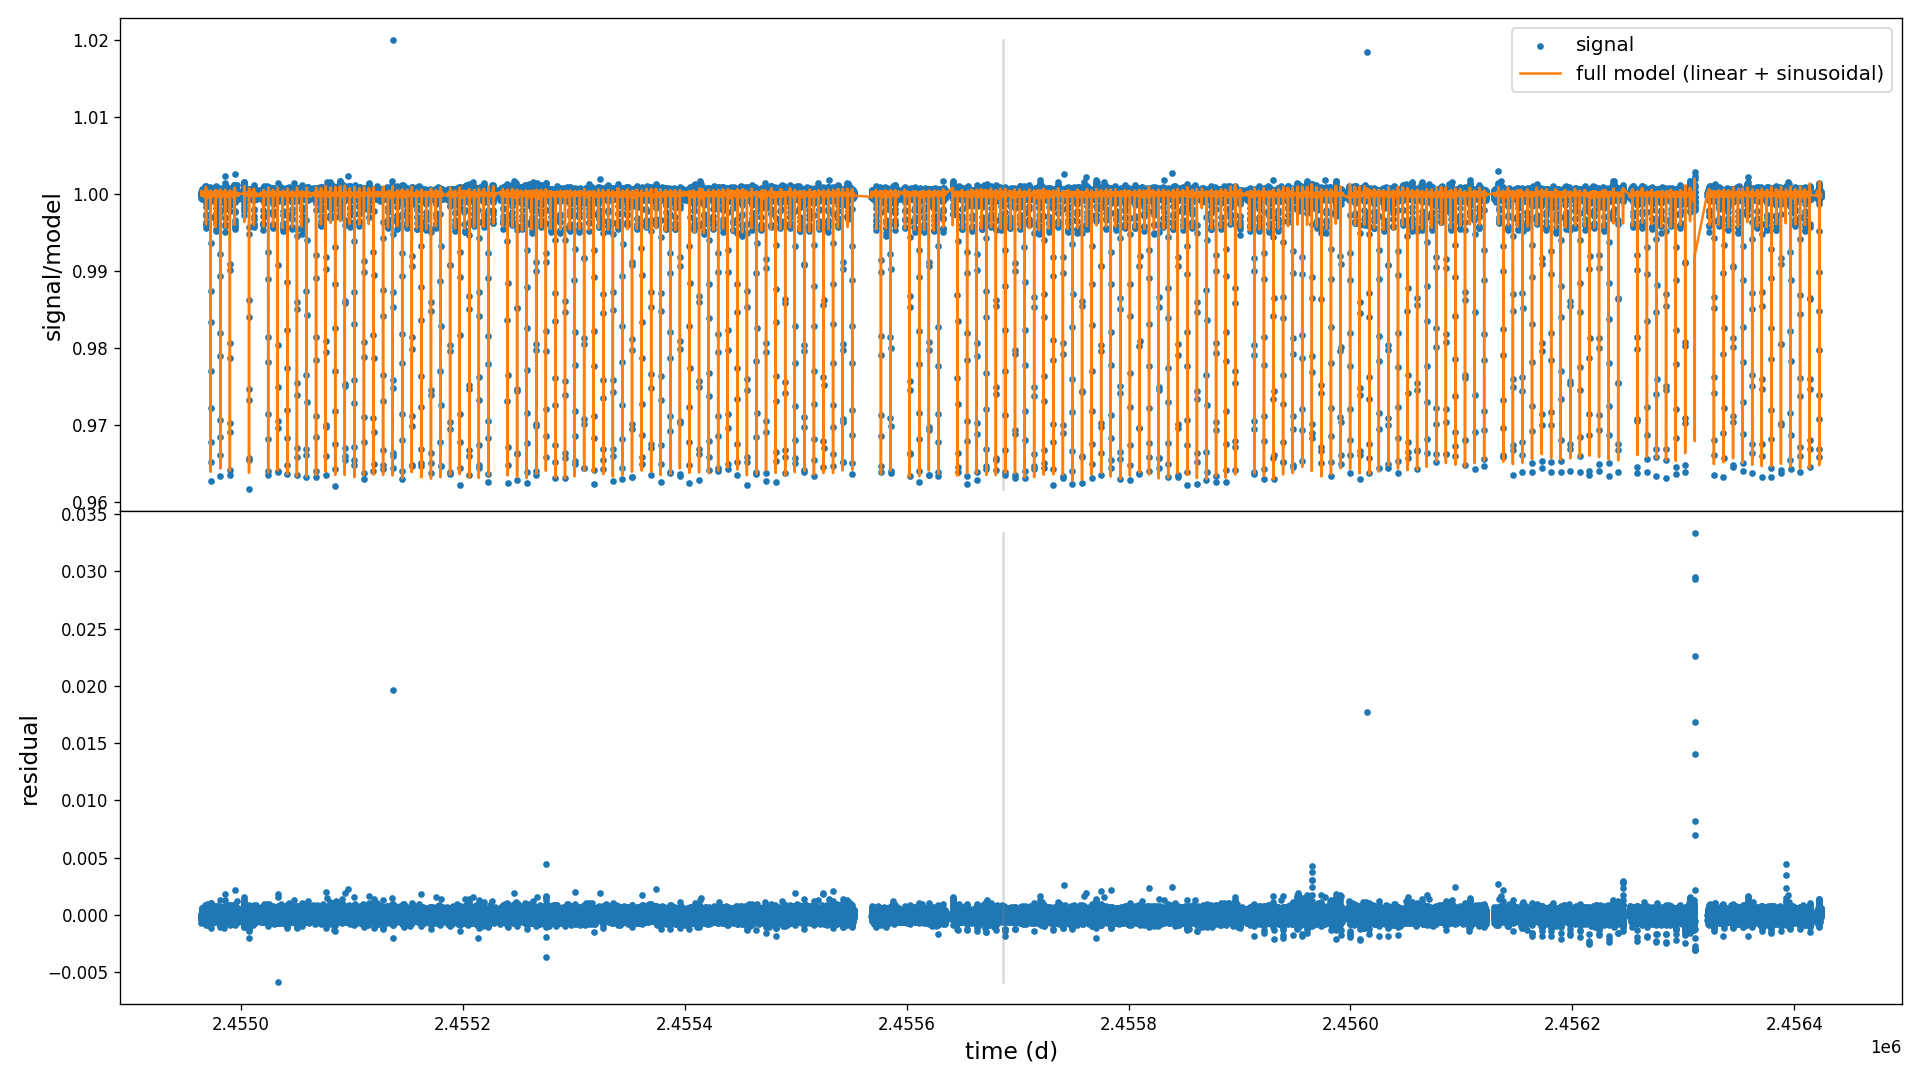 1.02
1.01
1.00
0.99
0.98
0.97
0.96
signal/model
signal
full model (linear + sinusoidal)
0.035
0.030
0.025
0.020
0.015
0.010
0.005
0.000
−0.005
residual
2.4550 2.4552 2.4554 2.4556 2.4558 2.4560 2.4562 2.4564
1e6
time (d)